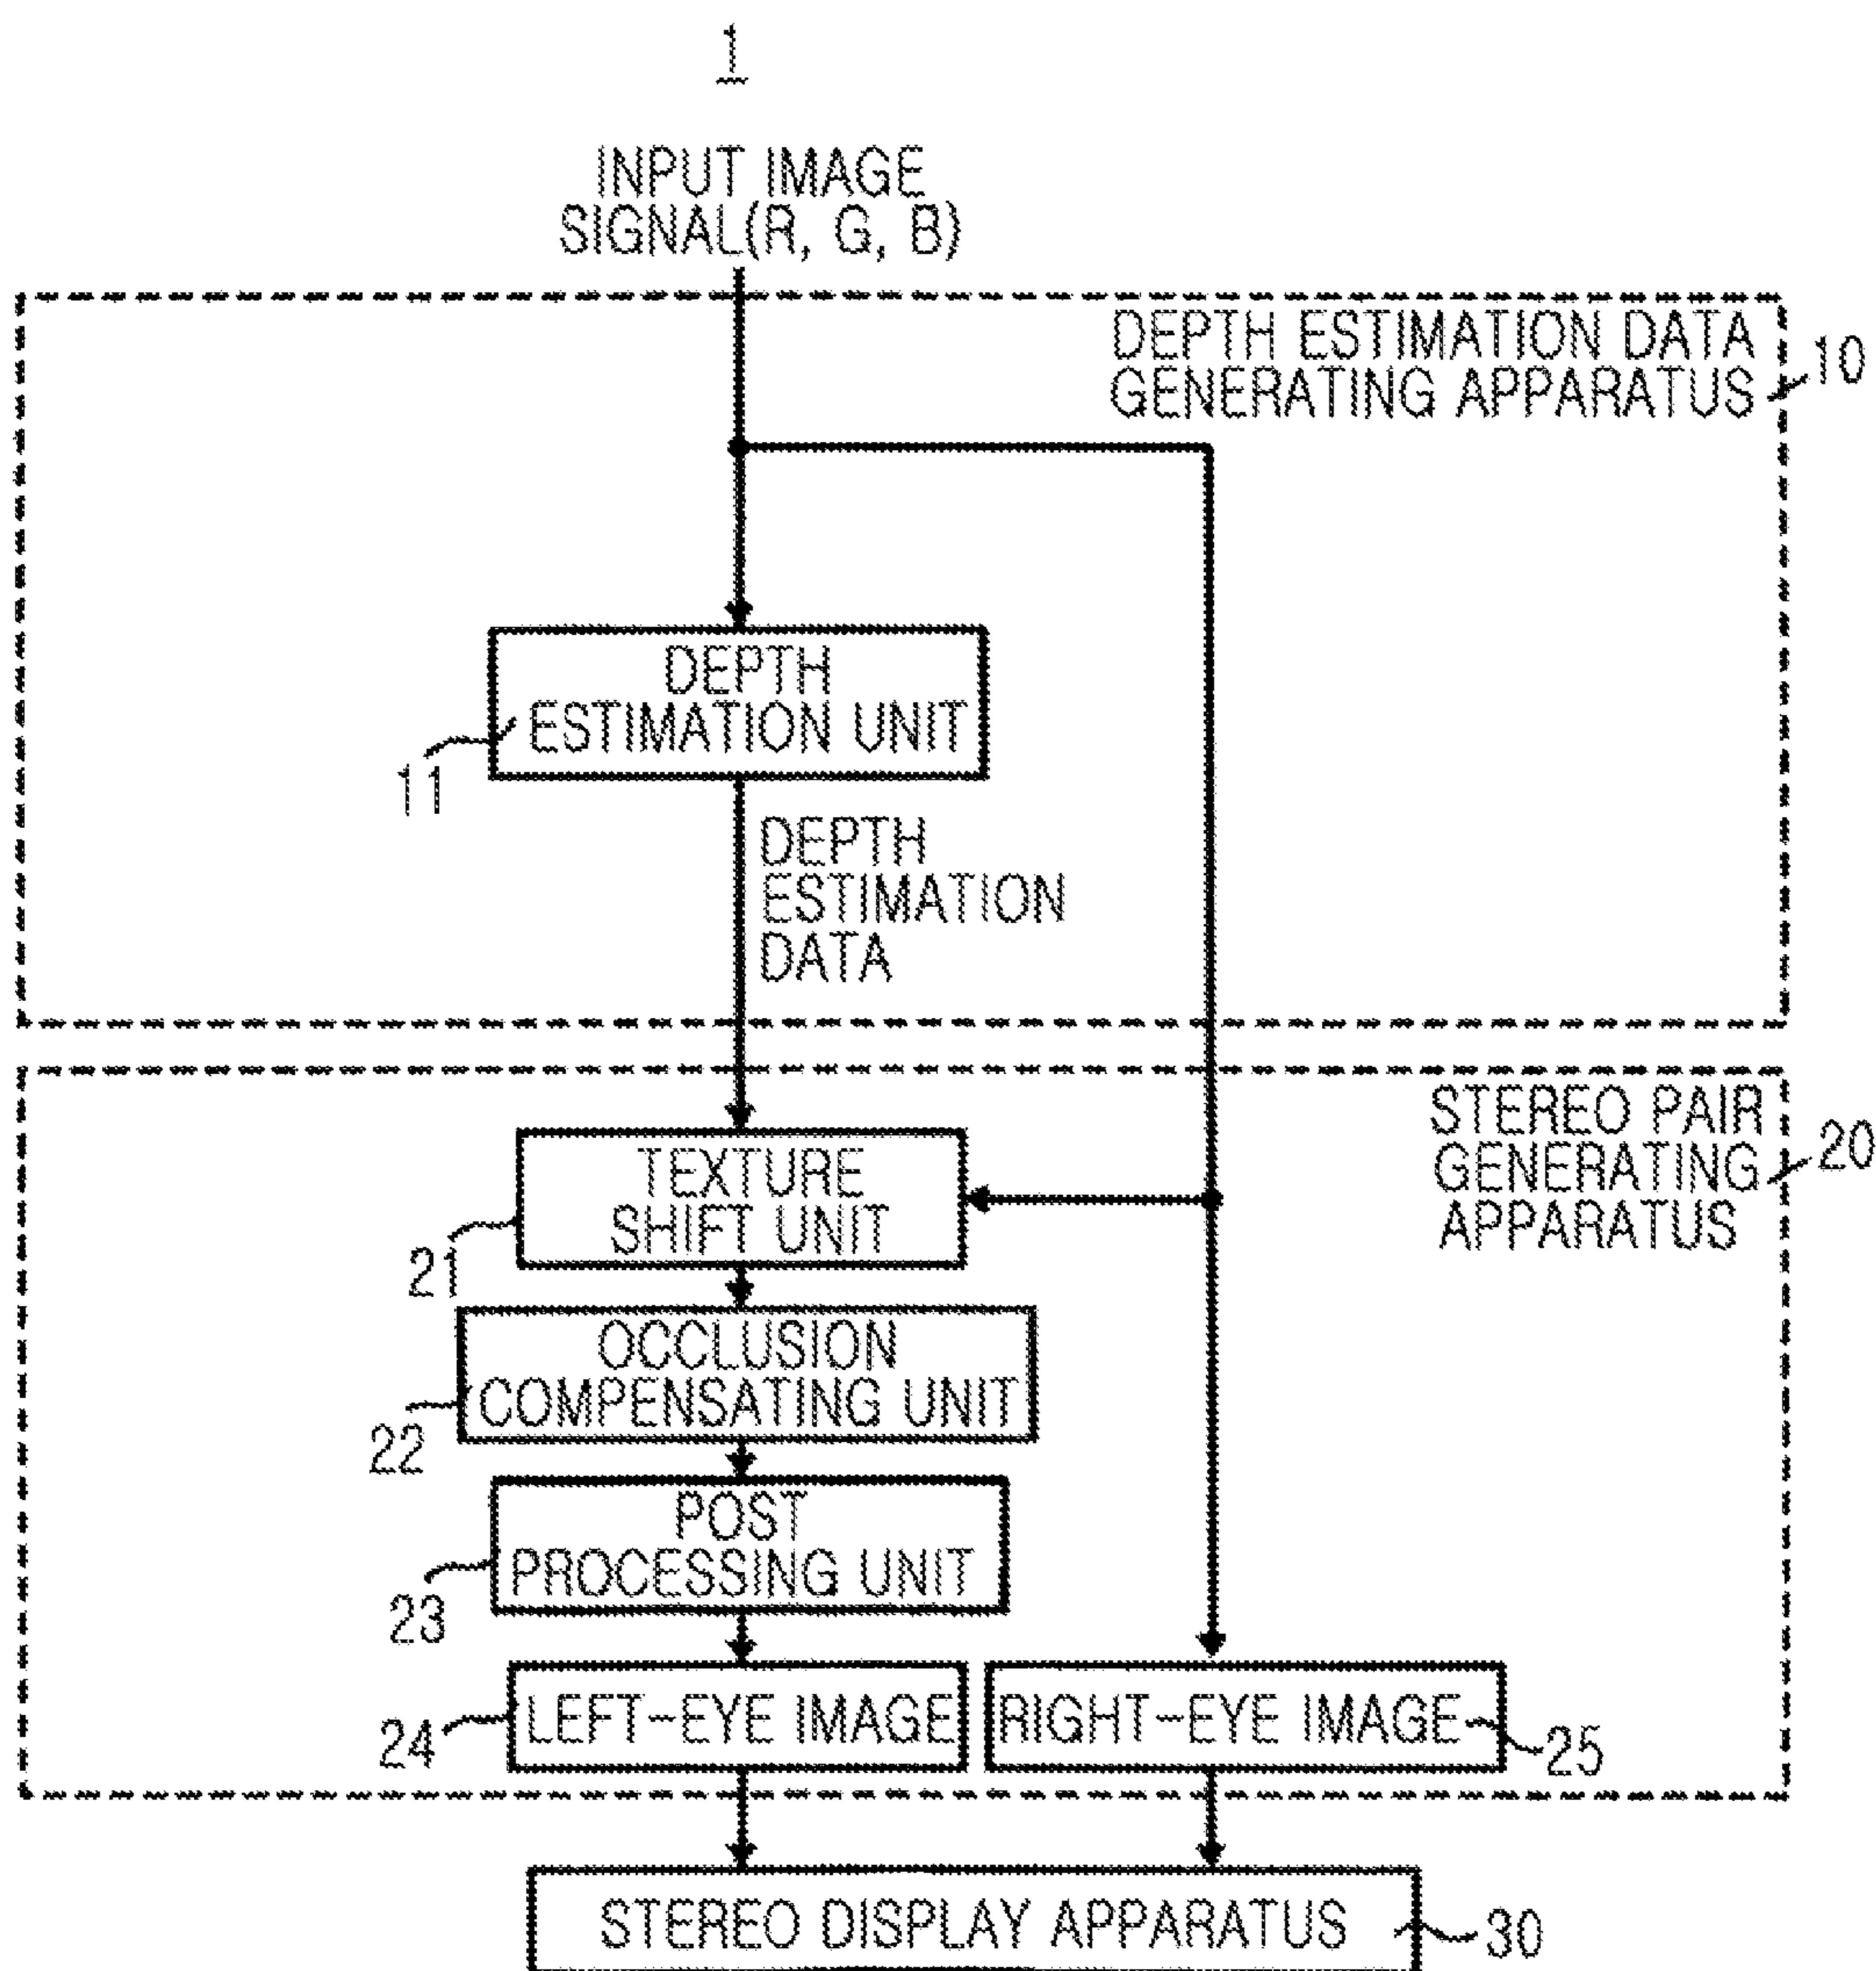 1
INPUT IMAGE
SIGNAL(R, G, B)
DEPTH ESTIMATION DATA
GENERATING APPARATUS
10
DEPTH
ESTIMATION UNIT
11
DEPTH
ESTIMATION
DATA
STEREO PAIR
GENERATING
APPARATUS
20
TEXTURE
SHIFT UNIT
21
OCCLUSION
COMPENSATING UNIT
22
POST
PROCESSING UNIT
23
LEFT-EYE IMAGE
24
RIGHT-EYE IMAGE
25
STEREO DISPLAY APPARATUS
30